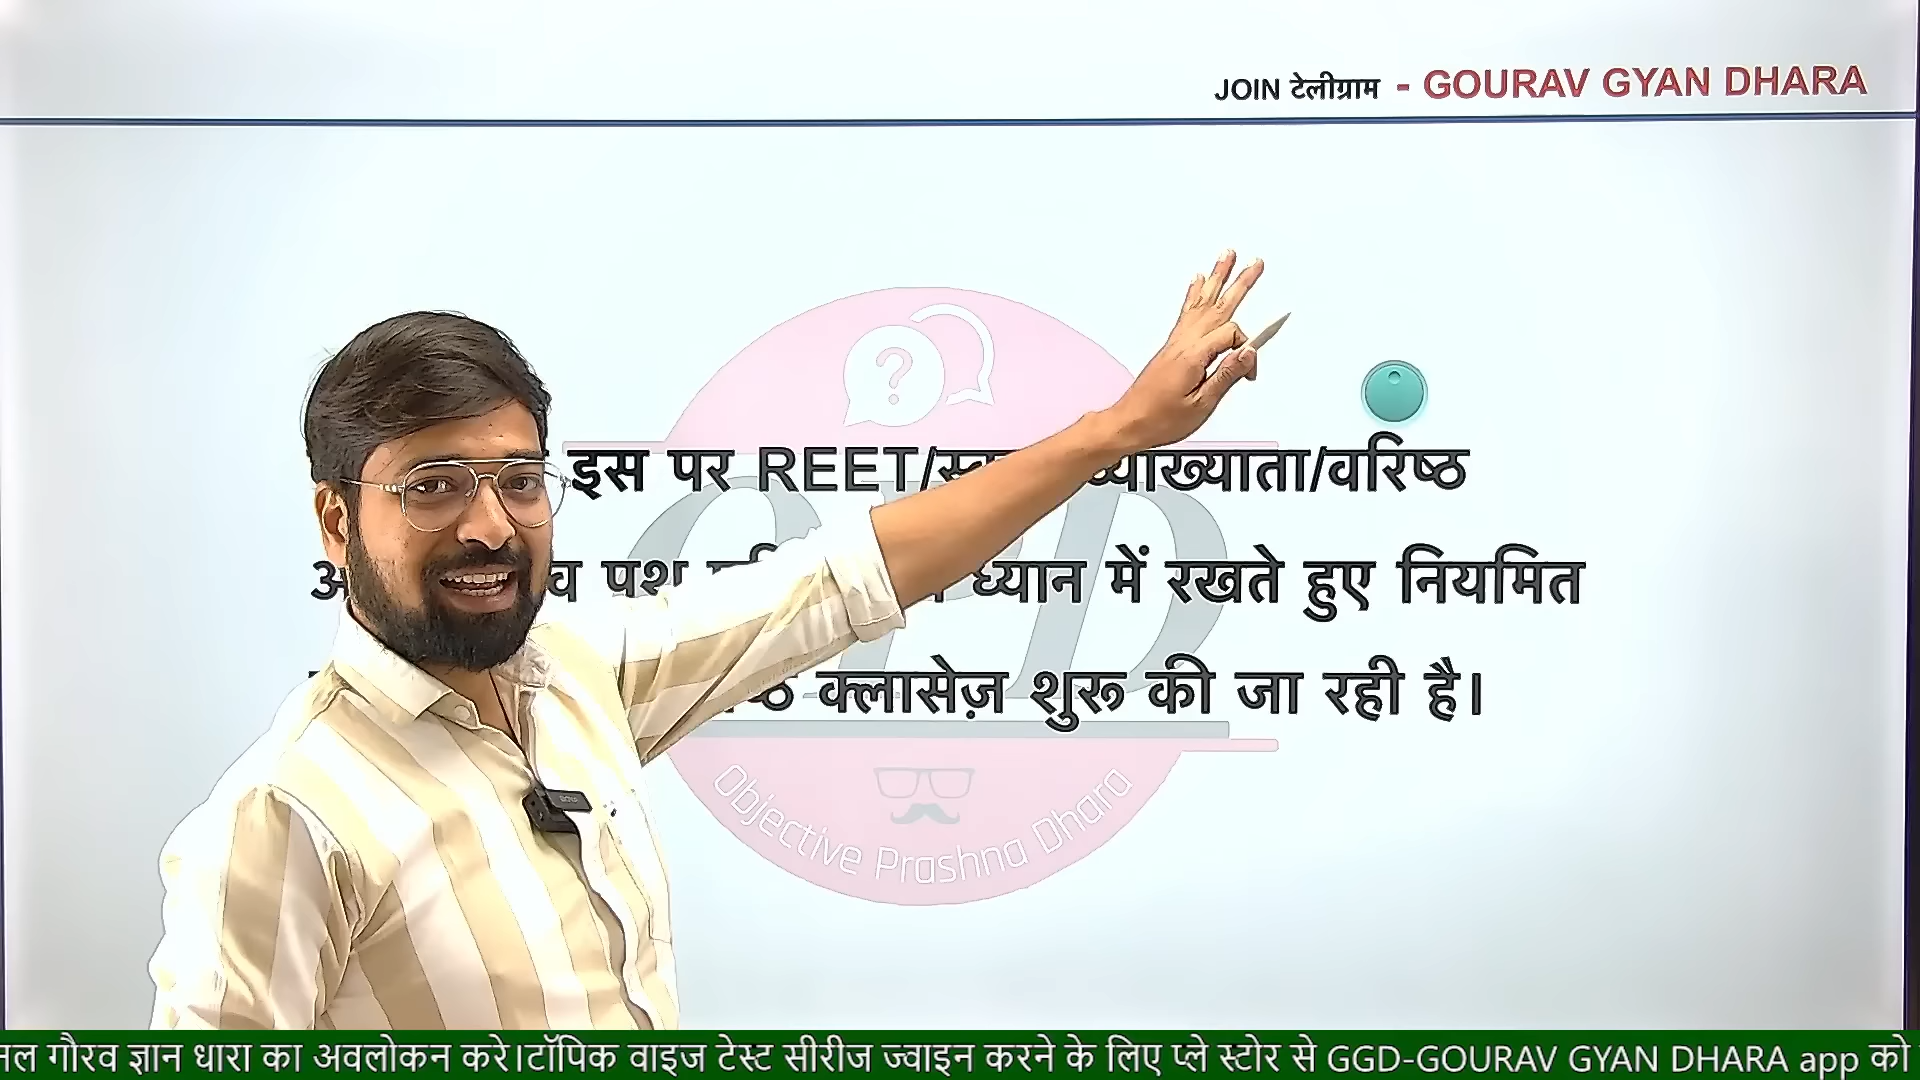 JOIN टेलीग्राम - GOURAV GYAN DHARA
इस पर REET/ व्याख्याता/वरिष्ठ
व ध्यान में रखते हुए नियमित
क्लासेज़ शुरू की जा रही है।
Objective Prashna Dhara
गौरव ज्ञान धारा का अवलोकन करे।टॉपिक वाइज टेस्ट सीरीज ज्वाइन करने के लिए प्ले स्टोर से GGD-GOURAV GYAN DHARA app को